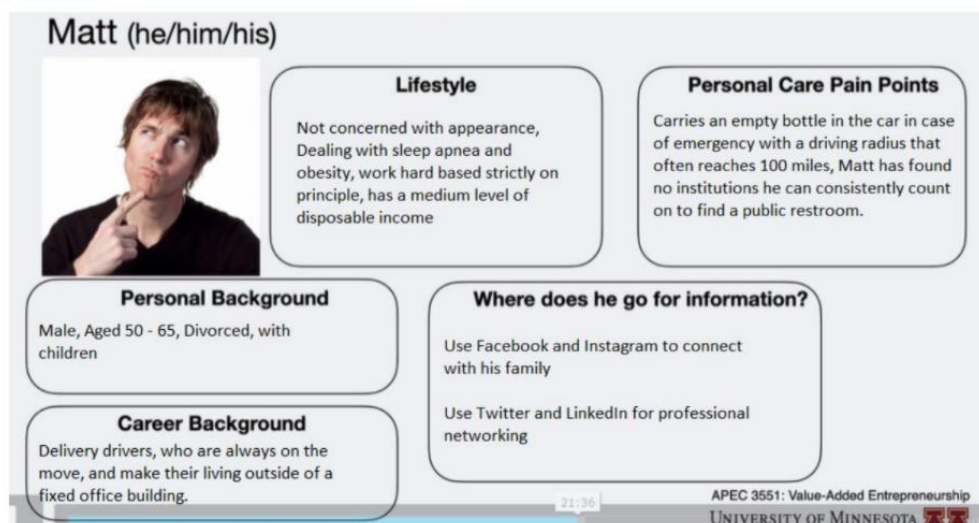 Matt (he/him/his)
Lifestyle
Not concerned with appearance,
Dealing with sleep apnea and
obesity, work hard based strictly on
principle, has a medium level of
disposable income
Personal Care Pain Points
Carries an empty bottle in the car in case
of emergency with a driving radius that
often reaches 100 miles, Matt has found
no institutions he can consistently count
on to find a public restroom.
Personal Background
Male, Aged 50 - 65, Divorced, with
children
Where does he go for information?
Use Facebook and Instagram to connect
with his family
Use Twitter and LinkedIn for professional
networking
Career Background
Delivery drivers, who are always on the
move, and make their living outside of a
fixed office building.
21:36
APEC 3551: Value-Added Entrepreneurship
UNIVERSITY OF MINNESOTA